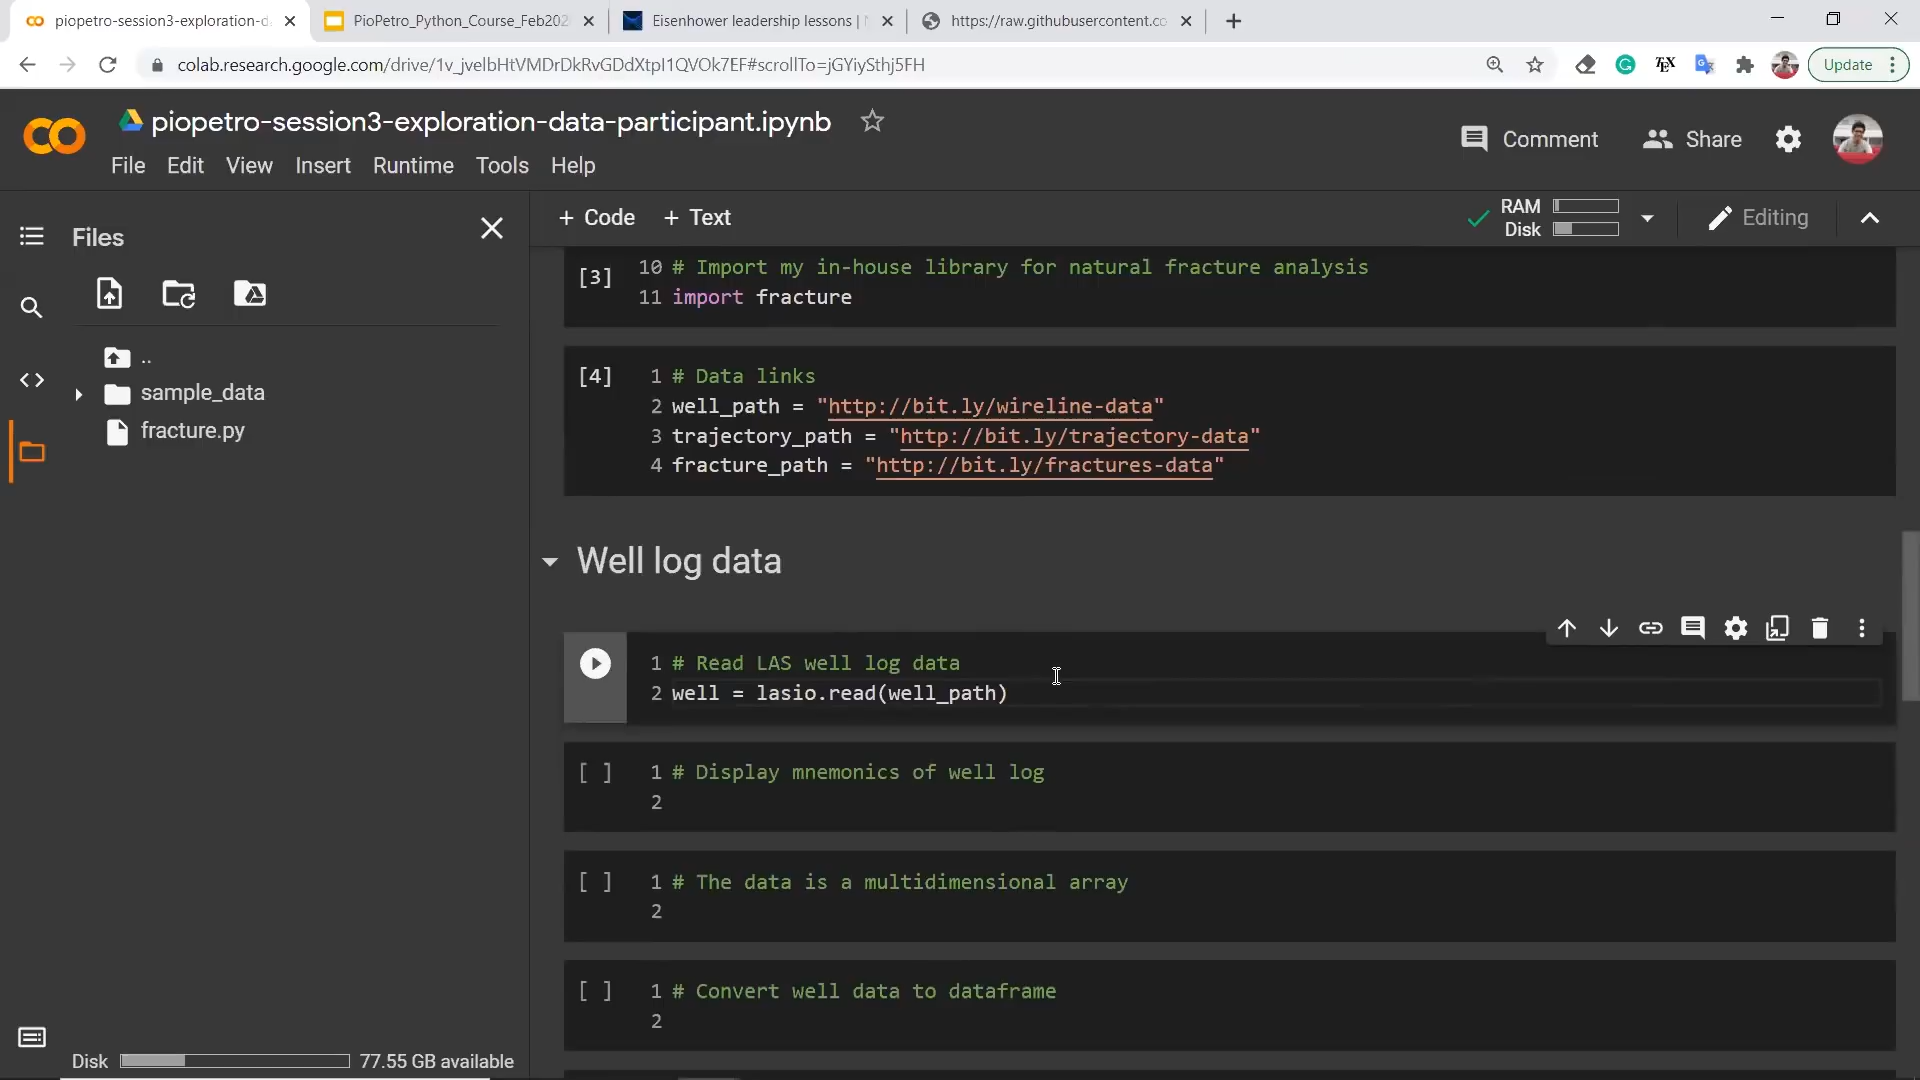 piopetro-session3-exploration-d
PioPetro_Python_Course_Feb202
Eisenhower leadership lessons |
https://raw.githubusercontent.co
colab.research.google.com/drive/1v_jvelbHtVMDrDkRvGDdXtpI1QVOk7EF#scrollTo=jGYiySthj5FH
Update
piopetro-session3-exploration-data-participant.ipynb
File Edit View Insert Runtime Tools Help
Comment
Share
Files
+ Code + Text
RAM
Disk
Editing
..
sample_data
fracture.py
[3]
10 # Import my in-house library for natural fracture analysis
11 import fracture
[4]
1 # Data links
2 well_path = "http://bit.ly/wireline-data"
3 trajectory_path = "http://bit.ly/trajectory-data"
4 fracture_path = "http://bit.ly/fractures-data"
Well log data
1 # Read LAS well log data
2 well = lasio.read(well_path)
[ ]
1 # Display mnemonics of well log
2
[ ]
1 # The data is a multidimensional array
2
[ ]
1 # Convert well data to dataframe
2
Disk
77.55 GB available